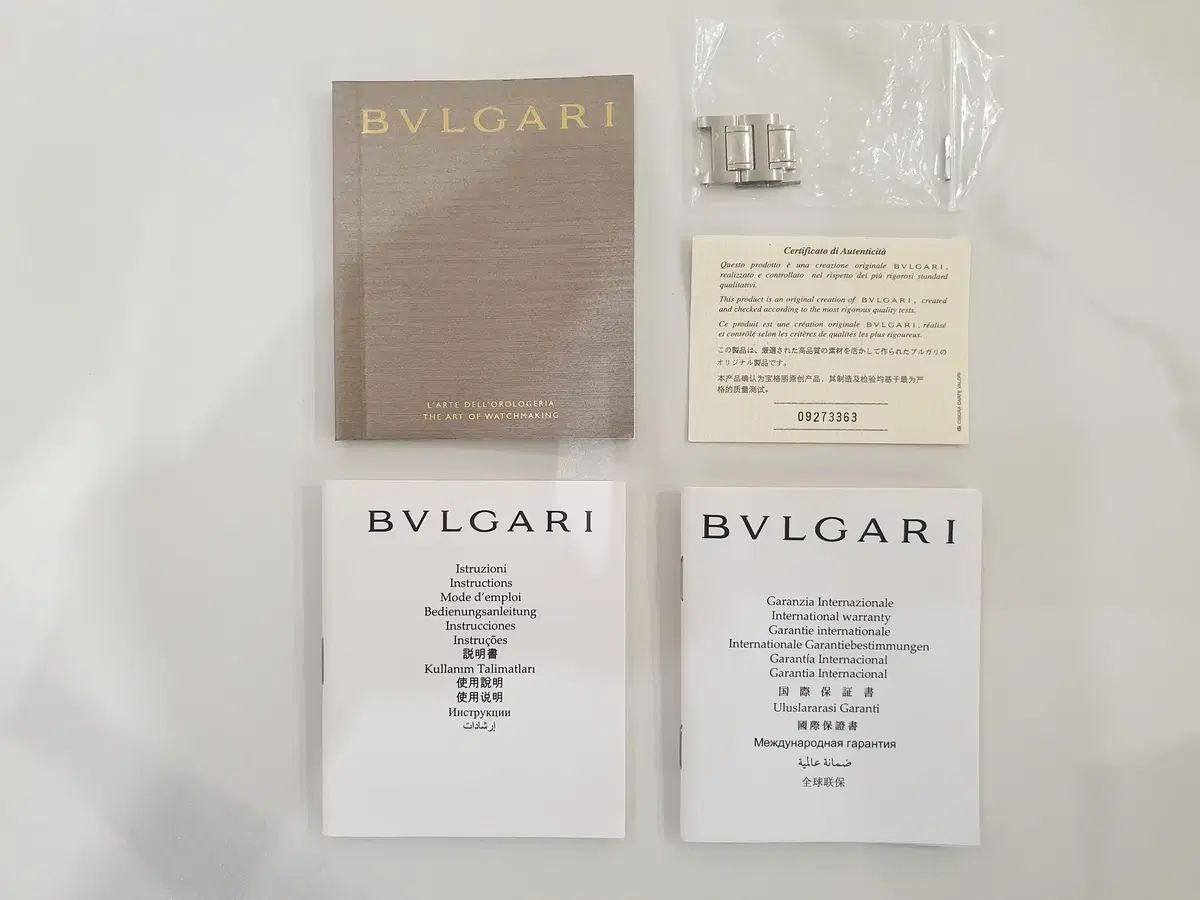 BVLGARI
L'ARTE DELL'OROLOGERIA
THE ART OF WATCHMAKING
Certificato di Autenticità
Questo prodotto è una creazione originale BVLGARI,
realizzato e controllato nel rispetto dei più rigorosi standard
qualitativi.
This product is an original creation of BVLGARI, created
and checked according to the most rigorous quality tests.
Ce produit est une création originale BVLGARI, réalisé
et contrôlé selon les critères de qualités les plus rigoureux.
この製品は、厳選された高品質の素材を活かして作られたブルガリの
オリジナル製品です。
本产品确认为宝格丽原创产品，其制造及检验均基于最为严
格的质量测试。
09273363
CIBORA CARTE VALORI
BVLGARI
Istruzioni
Instructions
Mode d'emploi
Bedienungsanleitung
Instrucciones
Instruções
説明書
Kullanım Talimatları
使用說明
使用说明
Инструкции
إرشادات
BVLGARI
Garanzia Internazionale
International warranty
Garantie internationale
Internationale Garantiebestimmungen
Garantía Internacional
Garantia Internacional
国際保証書
Uluslararasi Garanti
國際保證書
Международная гарантия
ضمانة عالمية
全球联保